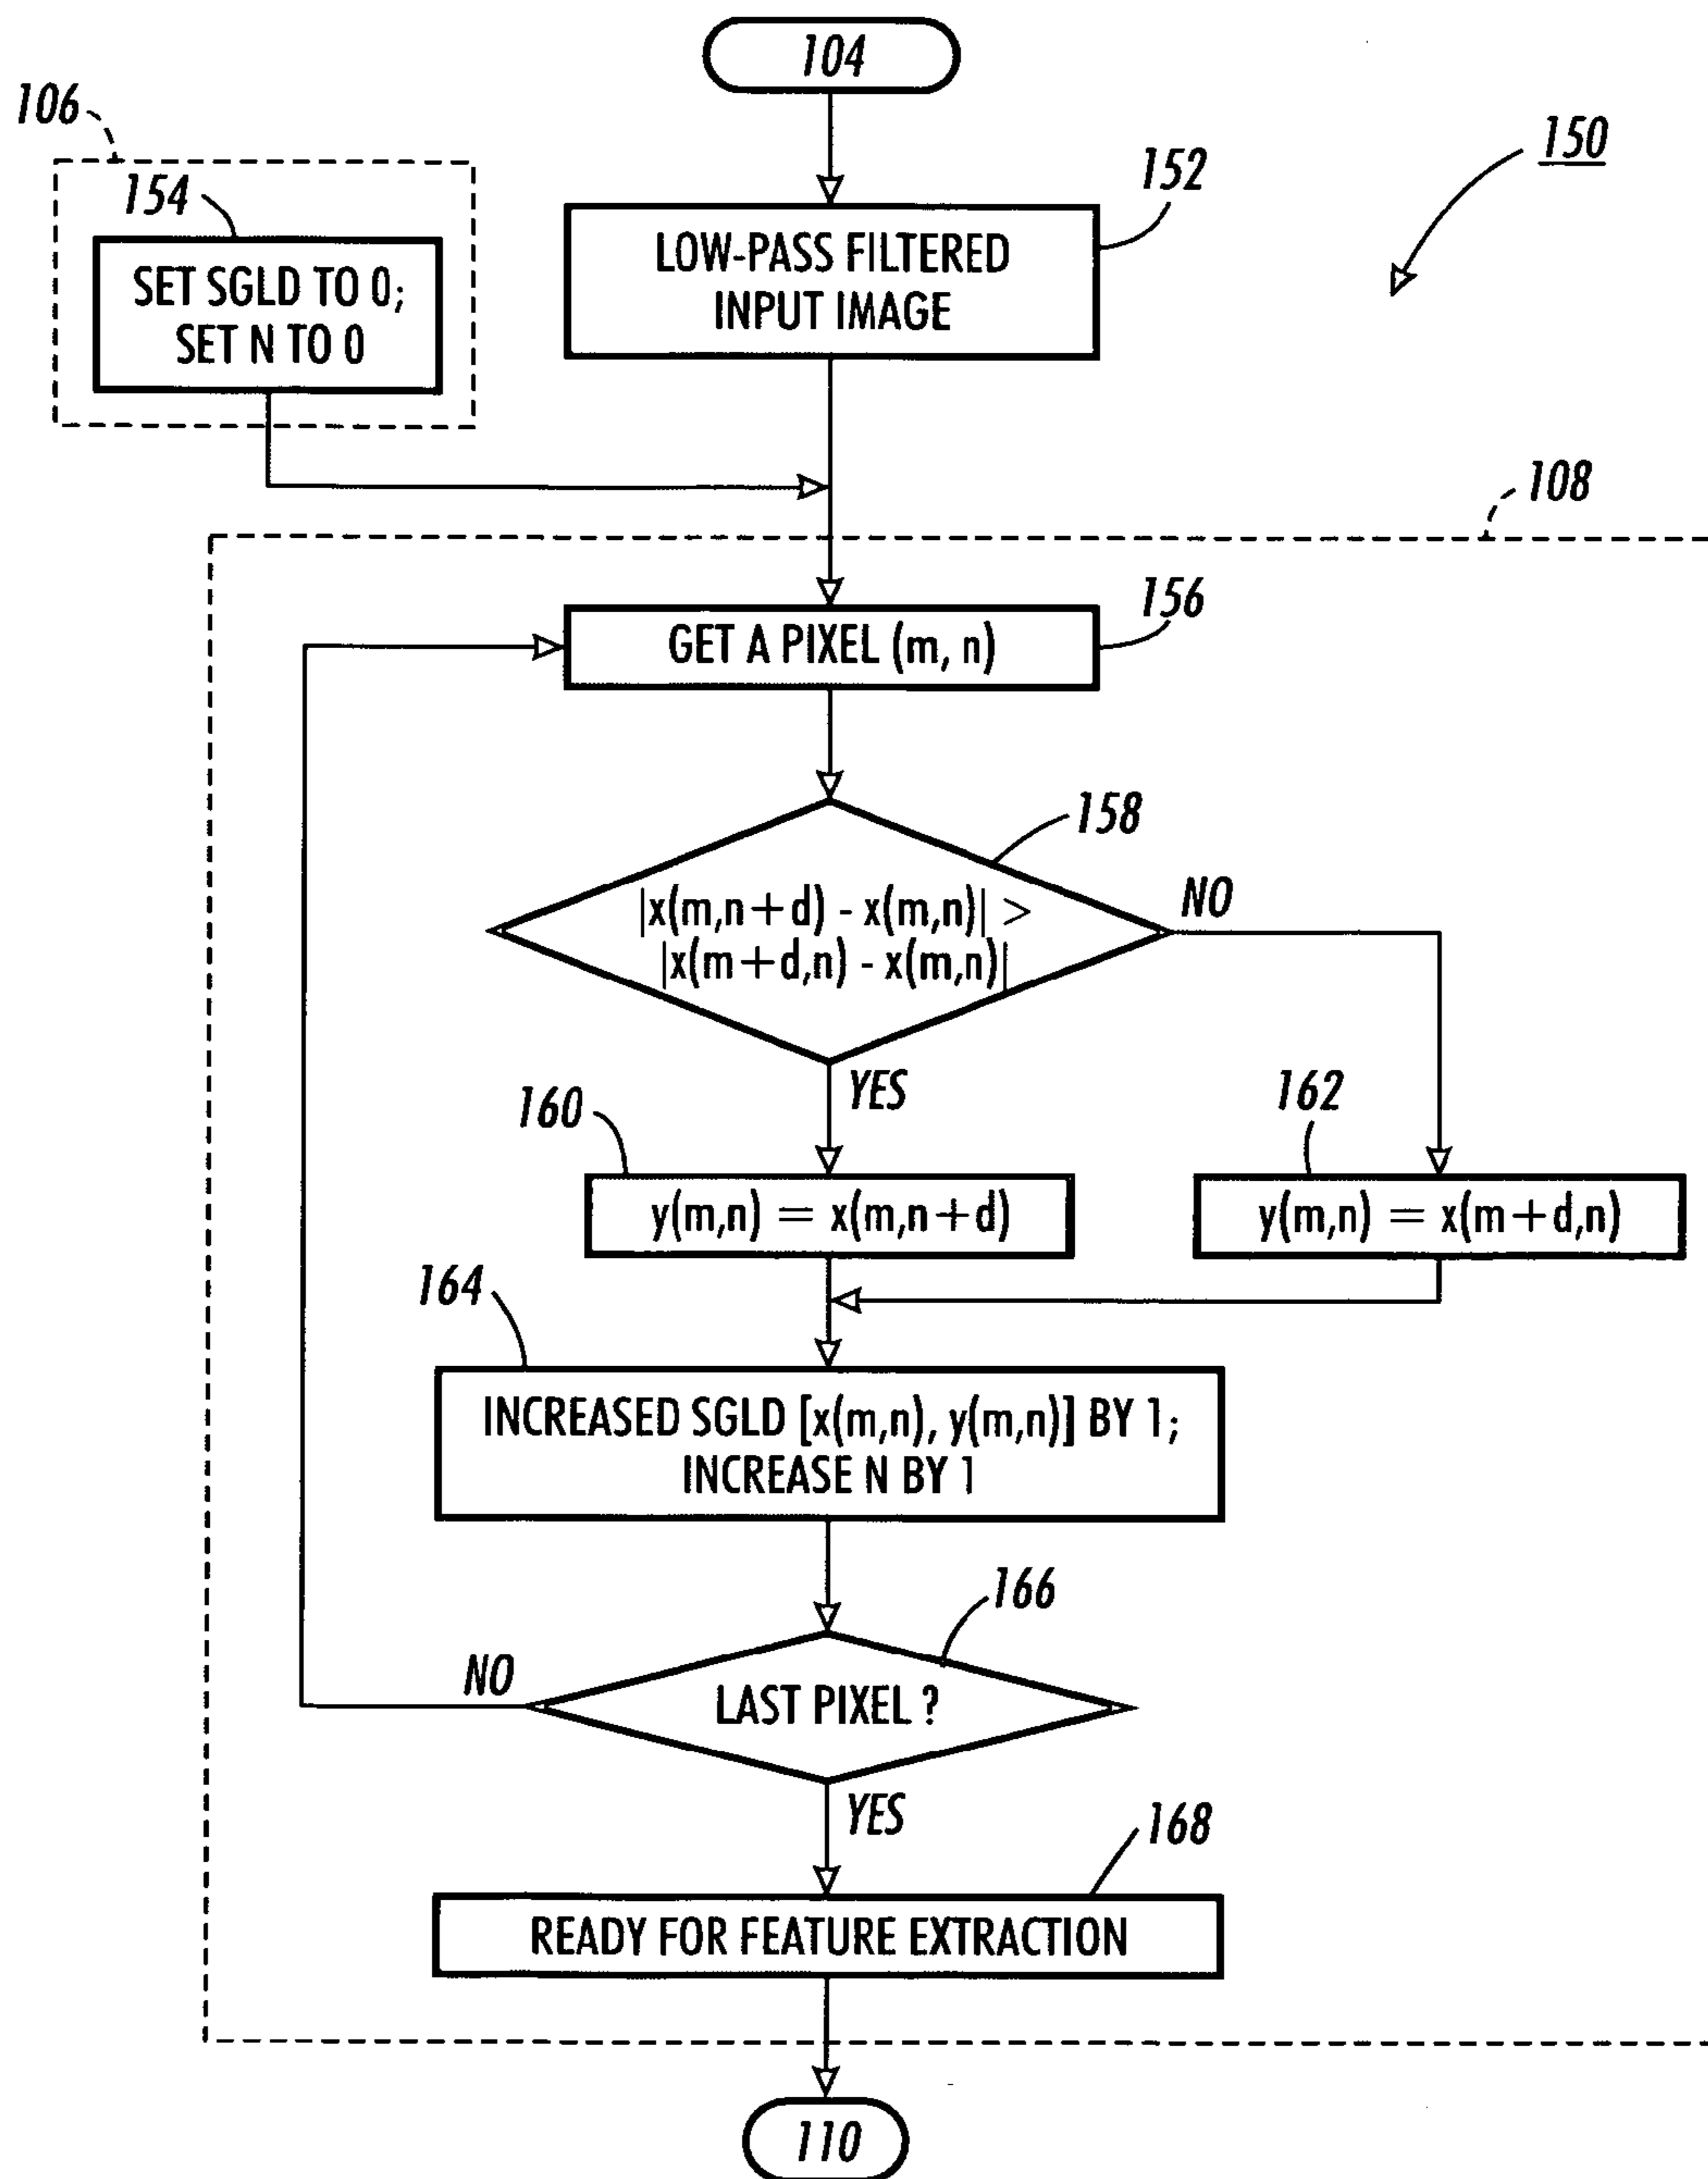 104
106
150
154
152
SET SGLD TO 0;
SET N TO 0
LOW-PASS FILTERED
INPUT IMAGE
108
156
GET A PIXEL (m, n)
158
|x(m,n+d) - x(m,n)| >
|x(m+d,n) - x(m,n)|
NO
YES
160
162
y(m,n) = x(m,n+d)
y(m,n) = x(m+d,n)
164
INCREASED SGLD [x(m,n), y(m,n)] BY 1;
INCREASE N BY 1
166
NO
LAST PIXEL ?
YES
168
READY FOR FEATURE EXTRACTION
110